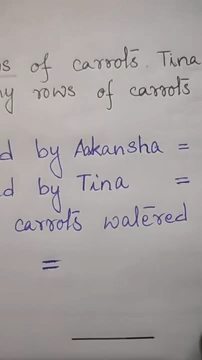 of carrots. Tina
rows of carrots
by Aakansha =
by Tina =
carrots watered
=